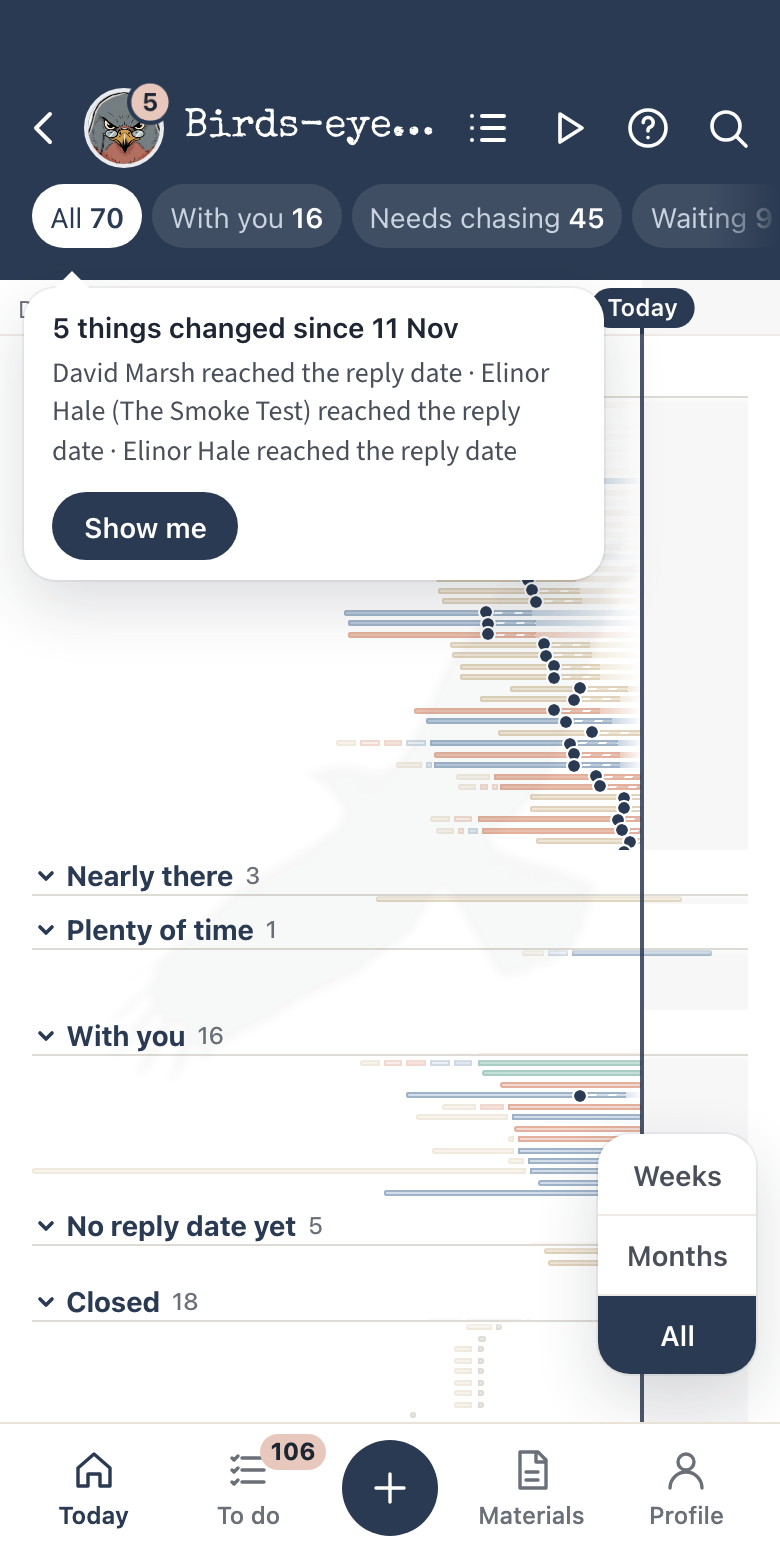 5
Birds-eye...
All 70
With you 16
Needs chasing 45
Waiting 9
Today
5 things changed since 11 Nov
David Marsh reached the reply date · Elinor
Hale (The Smoke Test) reached the reply
date · Elinor Hale reached the reply date
Show me
Nearly there 3
Plenty of time 1
With you 16
Weeks
Months
No reply date yet 5
Closed 18
All
106
Today
To do
Materials
Profile